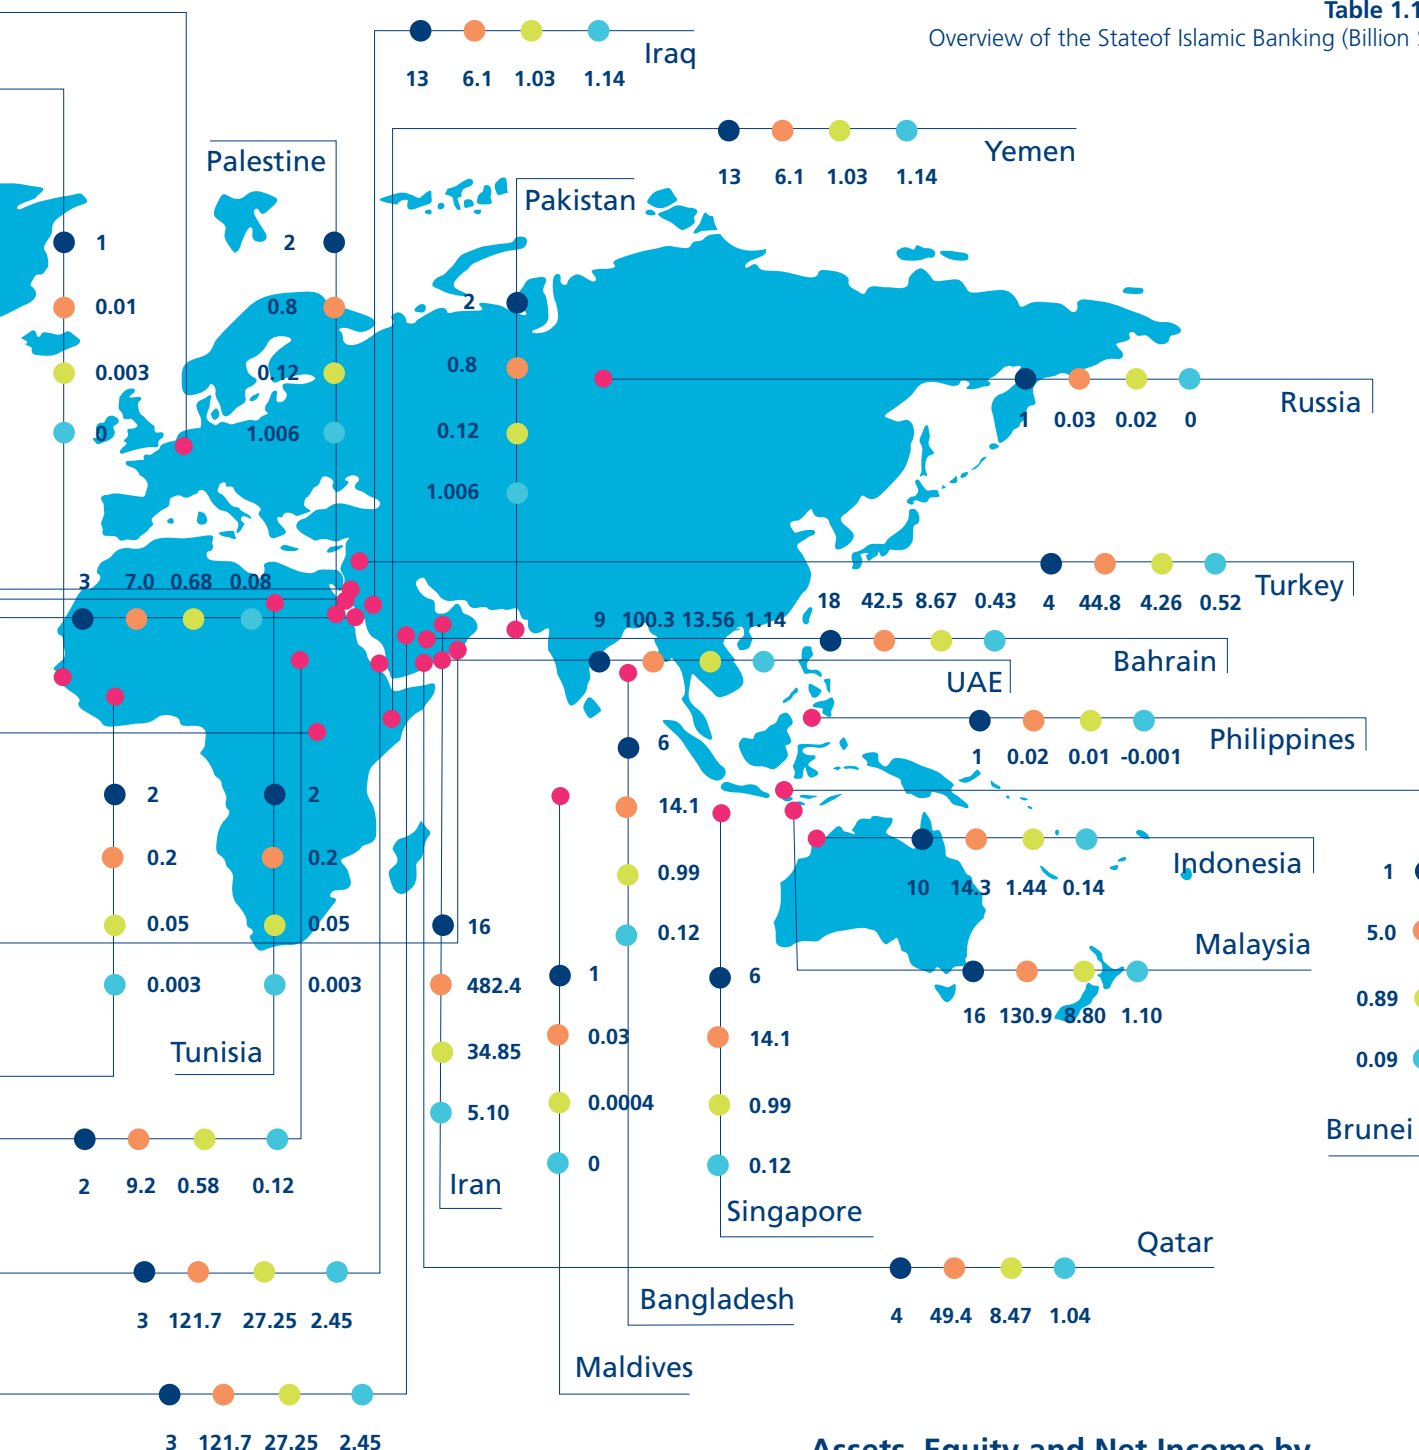 Table 1.1
Overview of the Stateof Islamic Banking (Billion
Iraq
13 6.1 1.03 1.14
Yemen
13 6.1 1.03 1.14
Palestine
2
0.8
0.12
1.006
Pakistan
2
0.8
0.12
1.006
1
0.01
0.003
0
Russia
1 0.03 0.02 0
3 7.0 0.68 0.08
Turkey
4 44.8 4.26 0.52
18 42.5 8.67 0.43
Bahrain
9 100.3 13.56 1.14
UAE
Philippines
1 0.02 0.01 -0.001
6
14.1
0.99
0.12
Bangladesh
2
0.2
0.05
0.003
2
0.2
0.05
0.003
Tunisia
Indonesia
10 14.3 1.44 0.14
Malaysia
16 130.9 8.80 1.10
1
5.0
0.89
0.09
Brunei
16
482.4
34.85
5.10
Iran
1
0.03
0.0004
0
Maldives
6
14.1
0.99
0.12
Singapore
2 9.2 0.58 0.12
Qatar
4 49.4 8.47 1.04
3 121.7 27.25 2.45
3 121.7 27.25 2.45
Assets, Equity and Net Income by